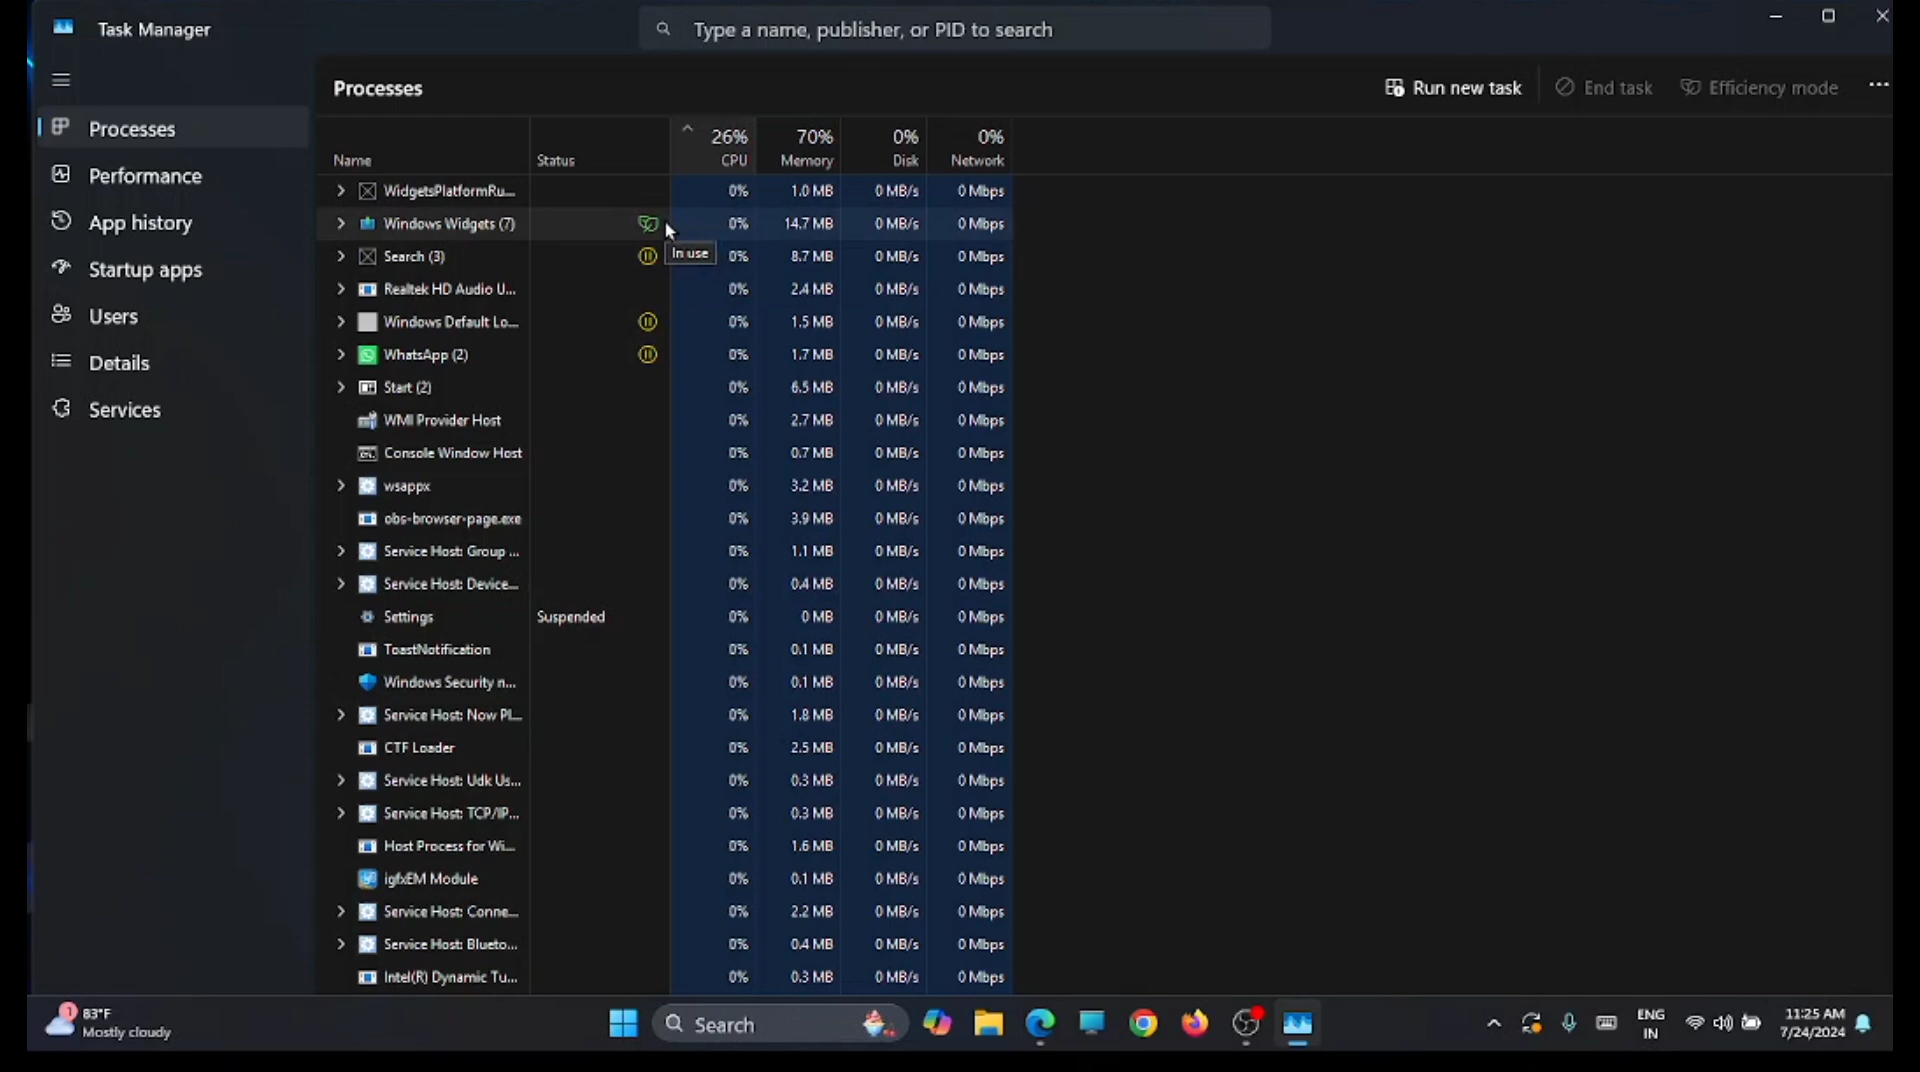 Task Manager
Type a name, publisher, or PID to search
Processes
Performance
App history
Startup apps
Users
Details
Services
Processes
Run new task
End task
Efficiency mode
26% 70% 0% 0%
Name Status CPU Memory Disk Network
WidgetsPlatformRu... 0% 1.0 MB 0 MB/s 0 Mbps
Windows Widgets (7) 0% 14.7 MB 0 MB/s 0 Mbps
In use
Search (3) 0% 8.7 MB 0 MB/s 0 Mbps
Realtek HD Audio U... 0% 2.4 MB 0 MB/s 0 Mbps
Windows Default Lo... 0% 1.5 MB 0 MB/s 0 Mbps
WhatsApp (2) 0% 1.7 MB 0 MB/s 0 Mbps
Start (2) 0% 6.5 MB 0 MB/s 0 Mbps
WMI Provider Host 0% 2.7 MB 0 MB/s 0 Mbps
Console Window Host 0% 0.7 MB 0 MB/s 0 Mbps
wsappx 0% 3.2 MB 0 MB/s 0 Mbps
obs-browser-page.exe 0% 3.9 MB 0 MB/s 0 Mbps
Service Host: Group ... 0% 1.1 MB 0 MB/s 0 Mbps
Service Host: Device... 0% 0.4 MB 0 MB/s 0 Mbps
Settings Suspended 0% 0 MB 0 MB/s 0 Mbps
ToastNotification 0% 0.1 MB 0 MB/s 0 Mbps
Windows Security n... 0% 0.1 MB 0 MB/s 0 Mbps
Service Host: Now Pl... 0% 1.8 MB 0 MB/s 0 Mbps
CTF Loader 0% 2.5 MB 0 MB/s 0 Mbps
Service Host: Udk Us... 0% 0.3 MB 0 MB/s 0 Mbps
Service Host: TCP/IP... 0% 0.3 MB 0 MB/s 0 Mbps
Host Process for Wi... 0% 1.6 MB 0 MB/s 0 Mbps
igfxEM Module 0% 0.1 MB 0 MB/s 0 Mbps
Service Host: Conne... 0% 2.2 MB 0 MB/s 0 Mbps
Service Host: Blueto... 0% 0.4 MB 0 MB/s 0 Mbps
Intel(R) Dynamic Tu... 0% 0.3 MB 0 MB/s 0 Mbps
1
83°F
Mostly cloudy
Search
ENG
IN
11:25 AM
7/24/2024